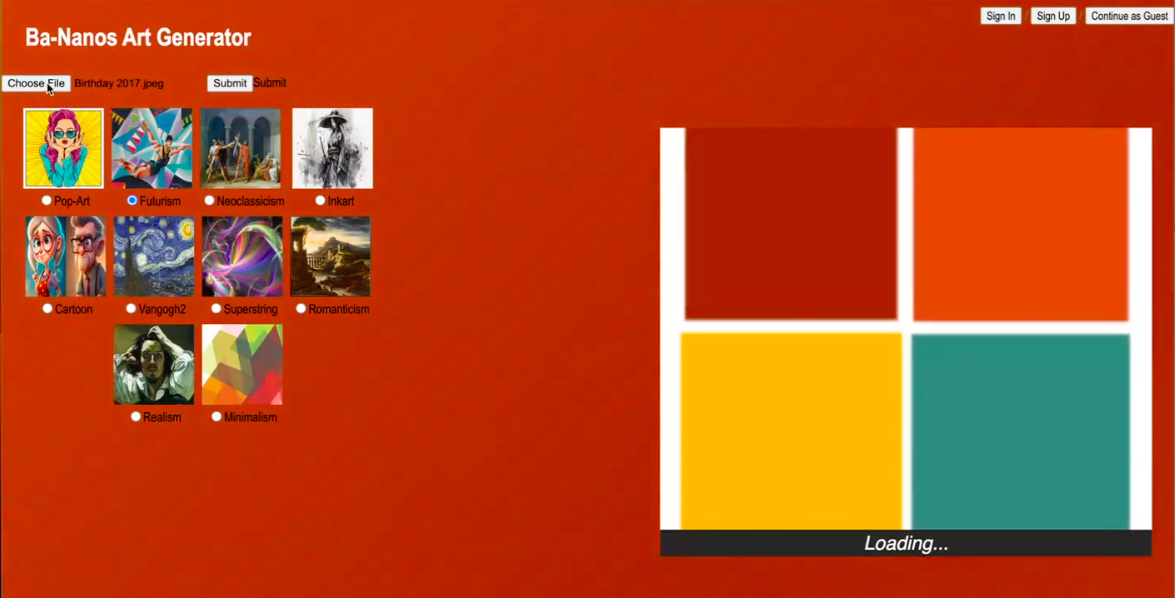 Sign In / Sign Up / Continue as Guest
Ba-Nanos Art Generator
Choose File Birthday 2017.jpeg Submit Submit
Pop-Art Futurism Neoclassicism Inkart
Cartoon Vangogh2 Superstring Romanticism
Realism Minimalism
Loading...